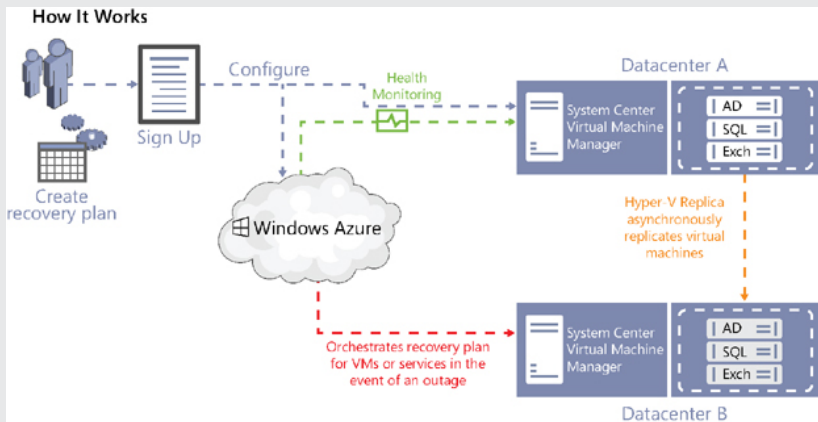 How It Works
Create
recovery plan
Sign Up
Configure
Health
Monitoring
Windows Azure
Datacenter A
System Center
Virtual Machine
Manager
AD
SQL
Exch
Hyper-V Replica
asynchronously
replicates virtual
machines
Orchestrates recovery plan
for VMs or services in the
event of an outage
System Center
Virtual Machine
Manager
AD
SQL
Exch
Datacenter B